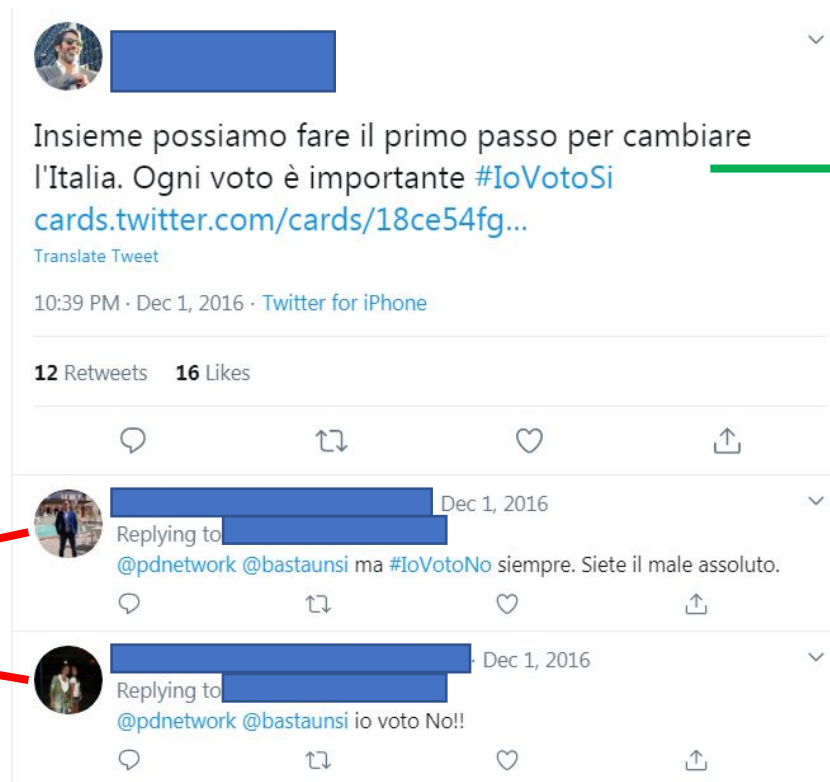 Insieme possiamo fare il primo passo per cambiare
l'Italia. Ogni voto è importante #IoVotoSi
cards.twitter.com/cards/18ce54fg...
Translate Tweet
10:39 PM · Dec 1, 2016 · Twitter for iPhone
12 Retweets 16 Likes
Dec 1, 2016
Replying to
@pdnetwork @bastaunsi ma #IoVotoNo siempre. Siete il male assoluto.
· Dec 1, 2016
Replying to
@pdnetwork @bastaunsi io voto No!!